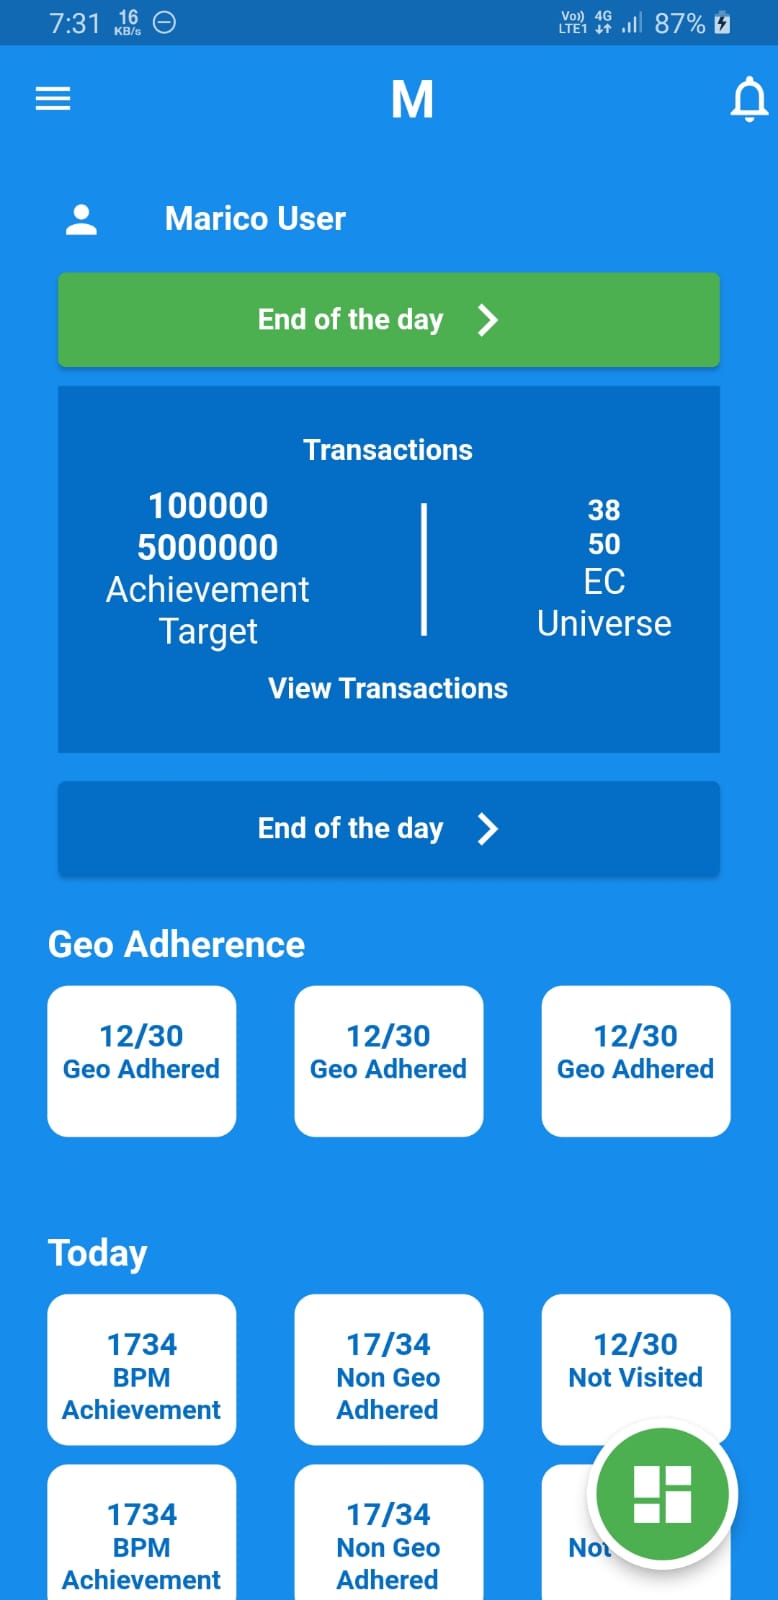 7:31 16 KB/s Vo)) LTE1 4G 87%
M
Marico User
End of the day
Transactions
100000
5000000
Achievement
Target
38
50
EC
Universe
View Transactions
End of the day
Geo Adherence
12/30
Geo Adhered
12/30
Geo Adhered
12/30
Geo Adhered
Today
1734
BPM
Achievement
17/34
Non Geo
Adhered
12/30
Not Visited
1734
BPM
Achievement
17/34
Non Geo
Adhered
Not